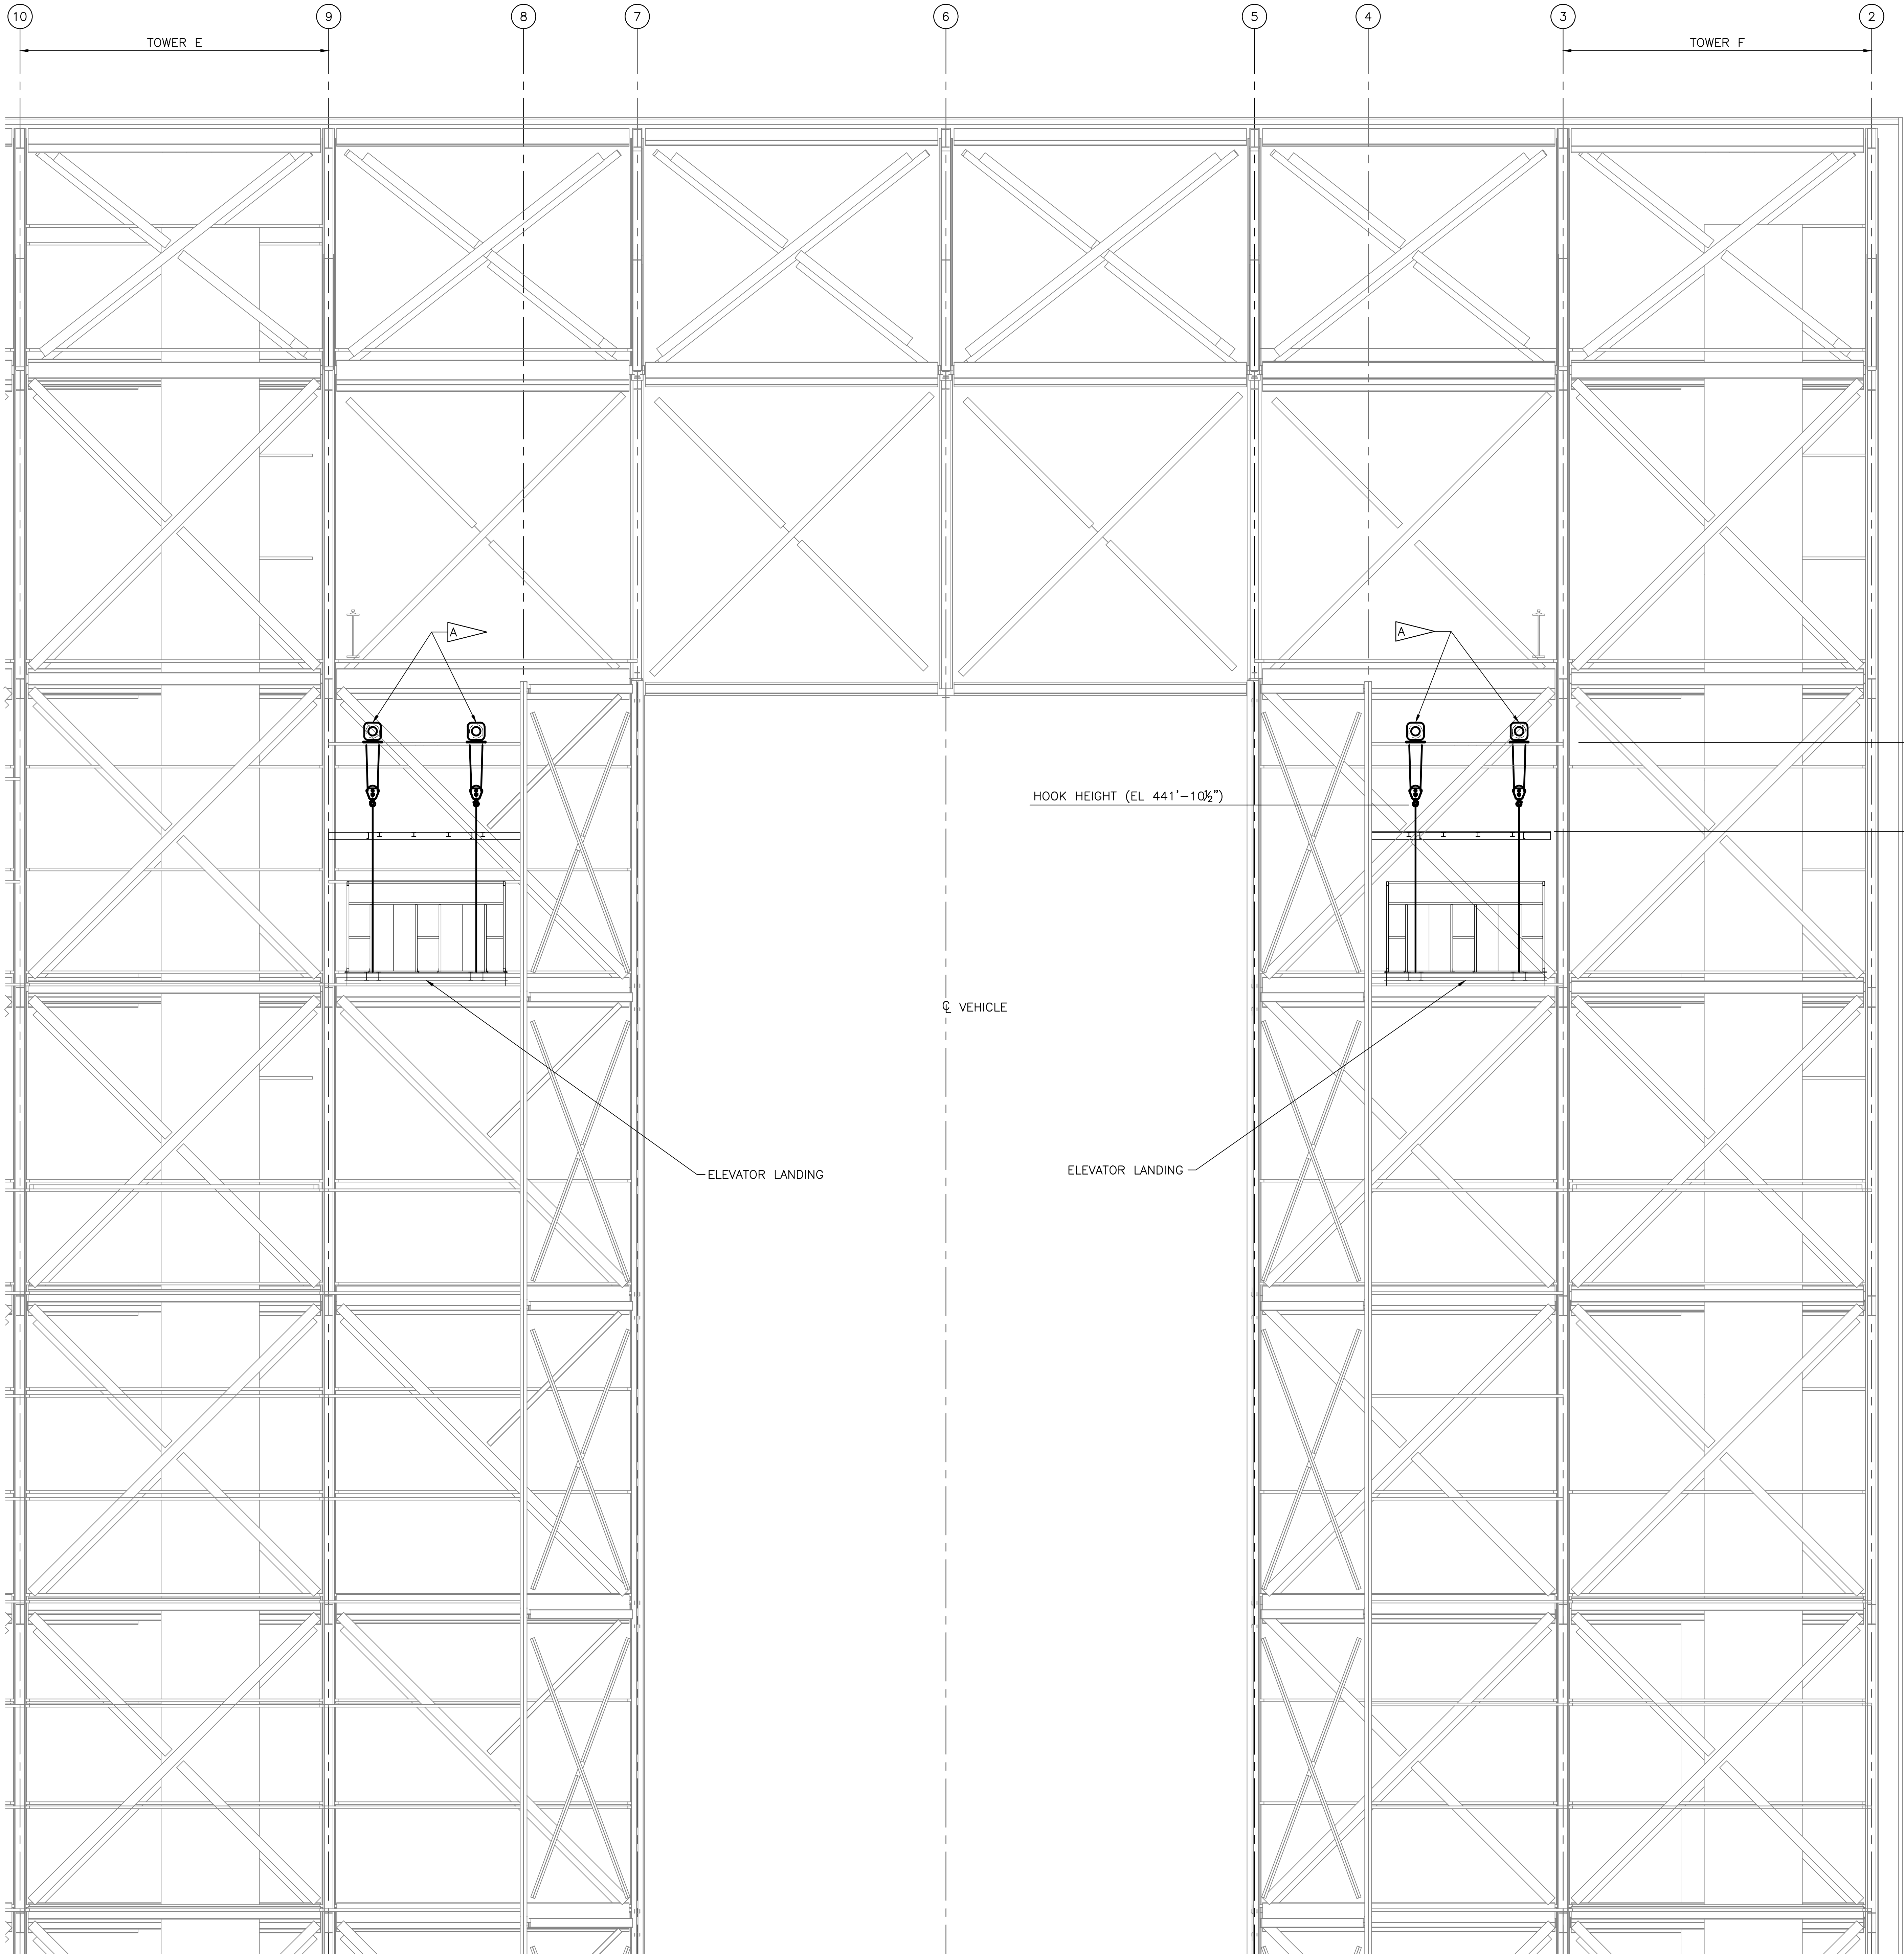 10 9 8 7 6 5 4 3 2
TOWER E
TOWER F
A
A
HOOK HEIGHT (EL 441'-10½")
℄ VEHICLE
ELEVATOR LANDING
ELEVATOR LANDING